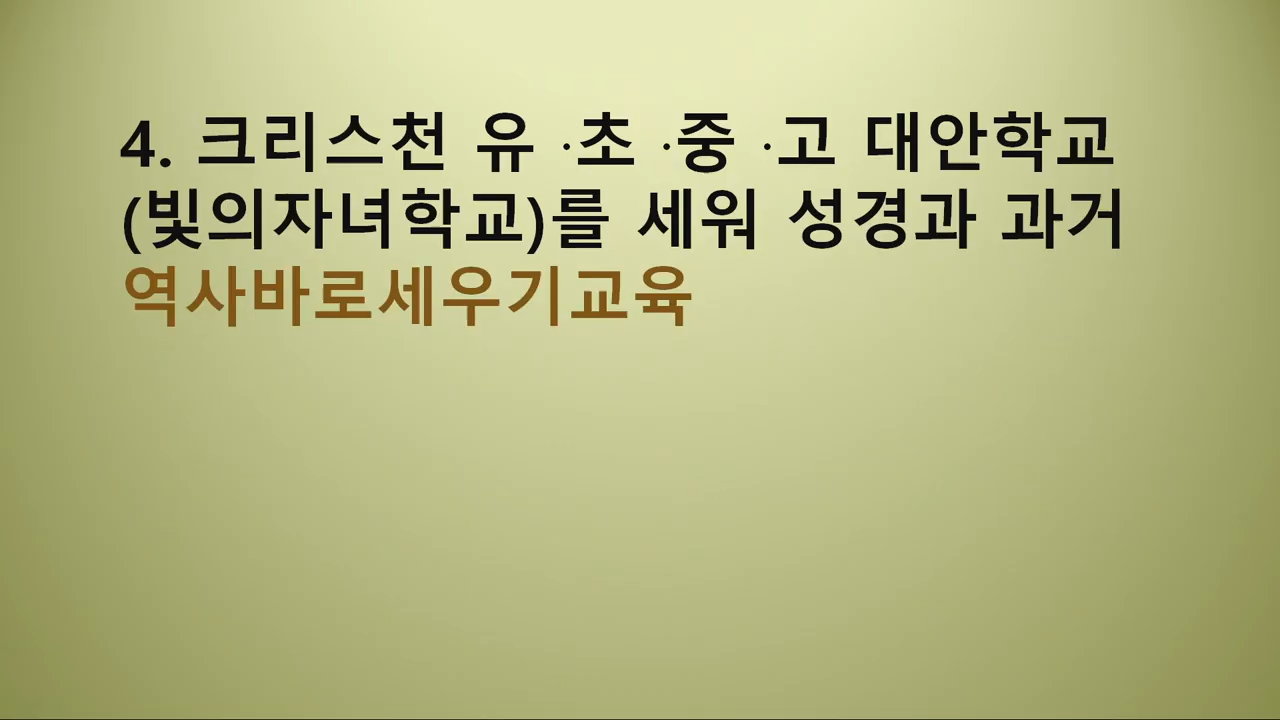 4. 크리스천 유 ·초 ·중 ·고 대안학교
(빛의자녀학교)를 세워 성경과 과거
역사바로세우기교육